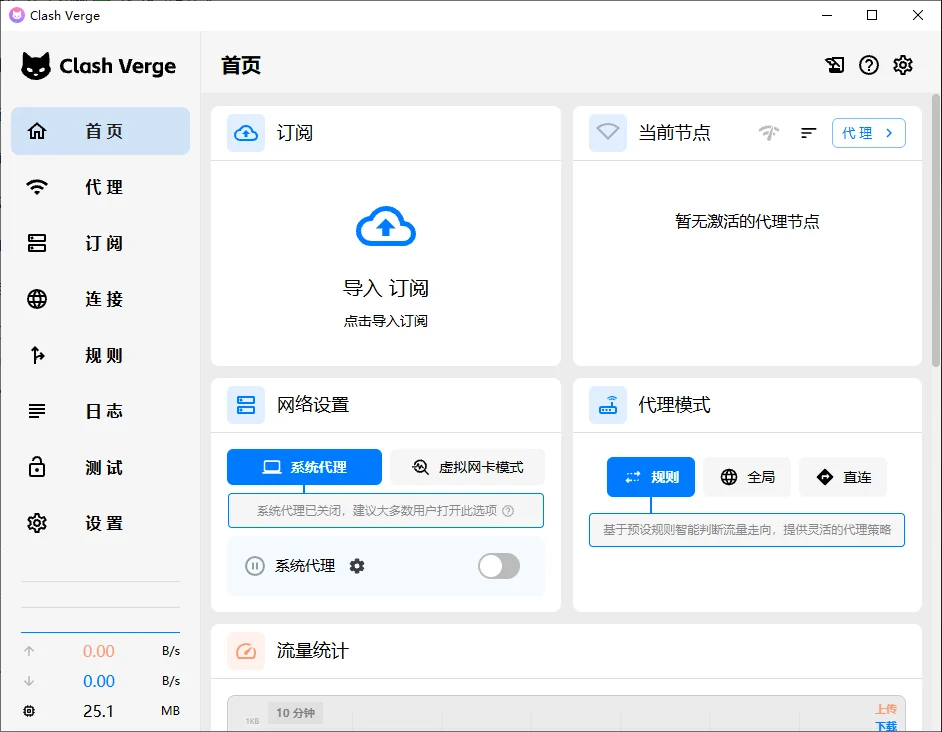 Clash Verge
Clash Verge
首页
首页
代理
订阅
连接
规则
日志
测试
设置
0.00 B/s
0.00 B/s
25.1 MB
订阅
导入 订阅
点击导入订阅
当前节点
代理
暂无激活的代理节点
网络设置
系统代理
虚拟网卡模式
系统代理已关闭，建议大多数用户打开此选项
系统代理
代理模式
规则
全局
直连
基于预设规则智能判断流量走向，提供灵活的代理策略
流量统计
1KB
10 分钟
上传
下载